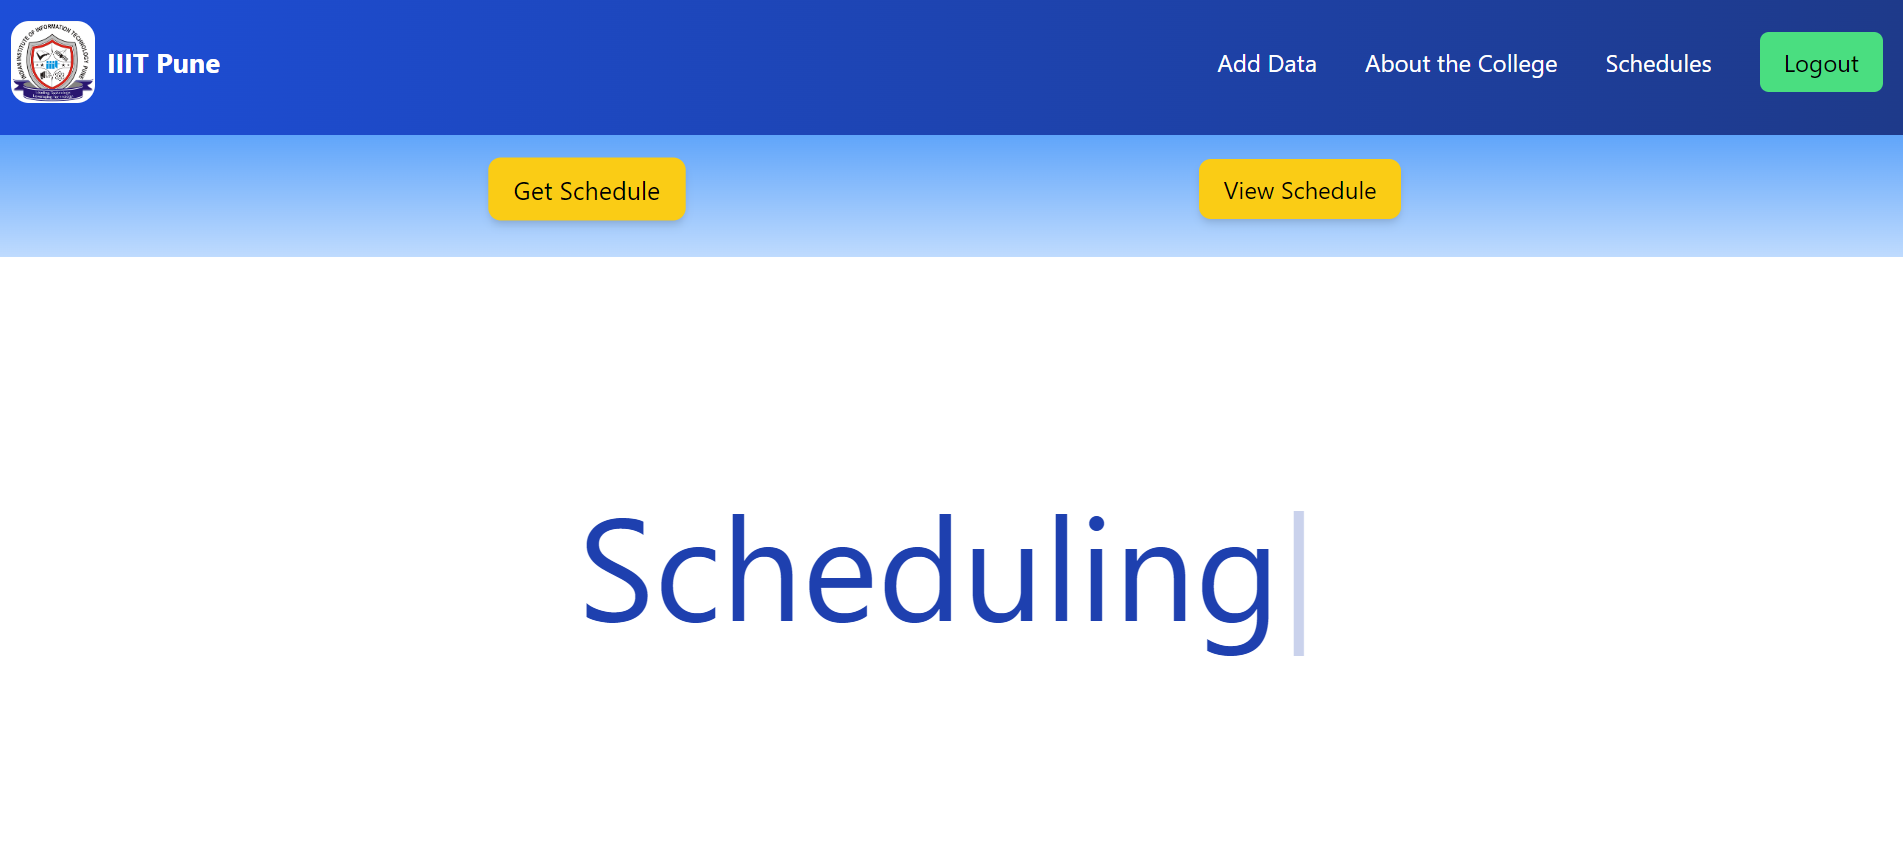 INDIAN INSTITUTE OF INFORMATION TECHNOLOGY PUNE
IIIT Pune
Add Data
About the College
Schedules
Logout
Get Schedule
View Schedule
Scheduling